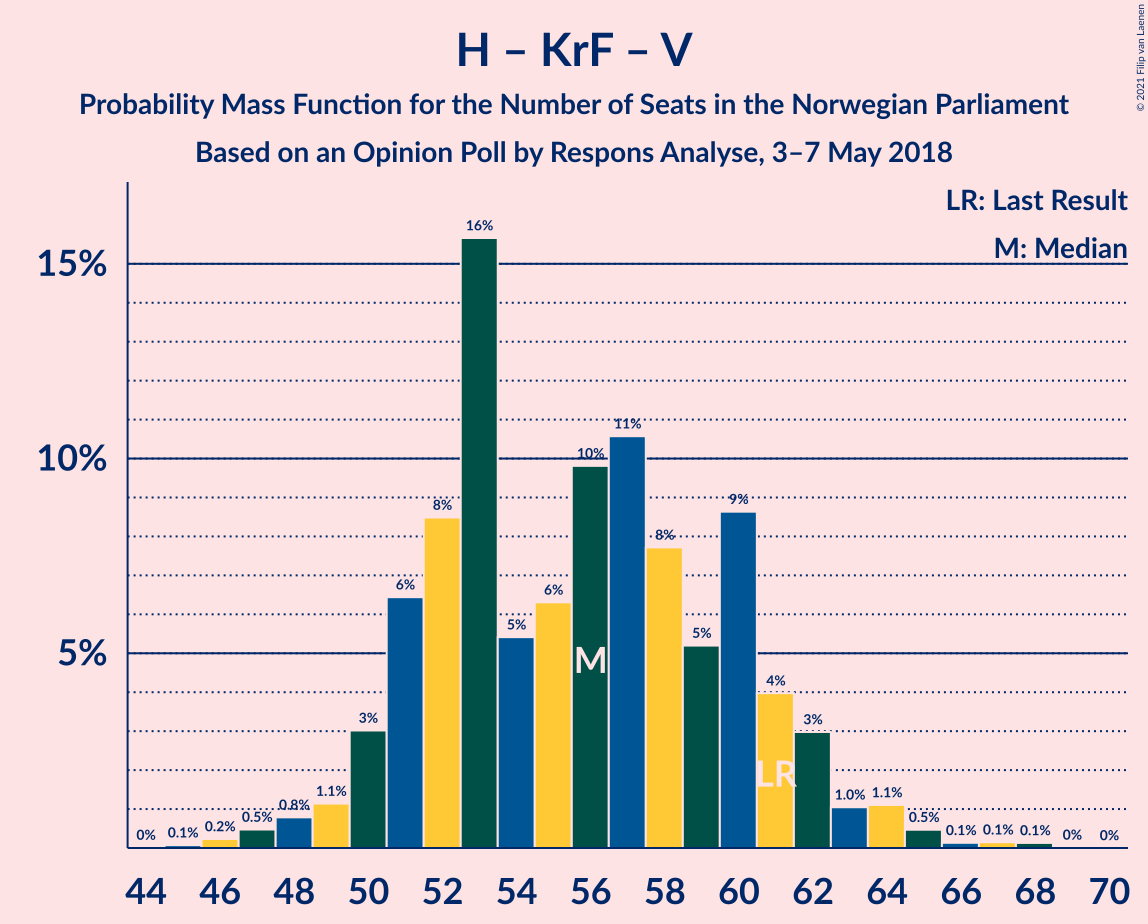 © 2021 Filip van Laenen
H – KrF – V
Probability Mass Function for the Number of Seats in the Norwegian Parliament
Based on an Opinion Poll by Respons Analyse, 3–7 May 2018
LR: Last Result
M: Median
15%
10%
5%
0% 0.1% 0.2% 0.5% 0.8% 1.1% 3% 6% 8% 16% 5% 6% 10% 11% 8% 5% 9% 4% 3% 1.0% 1.1% 0.5% 0.1% 0.1% 0.1% 0% 0%
M
LR
44 46 48 50 52 54 56 58 60 62 64 66 68 70